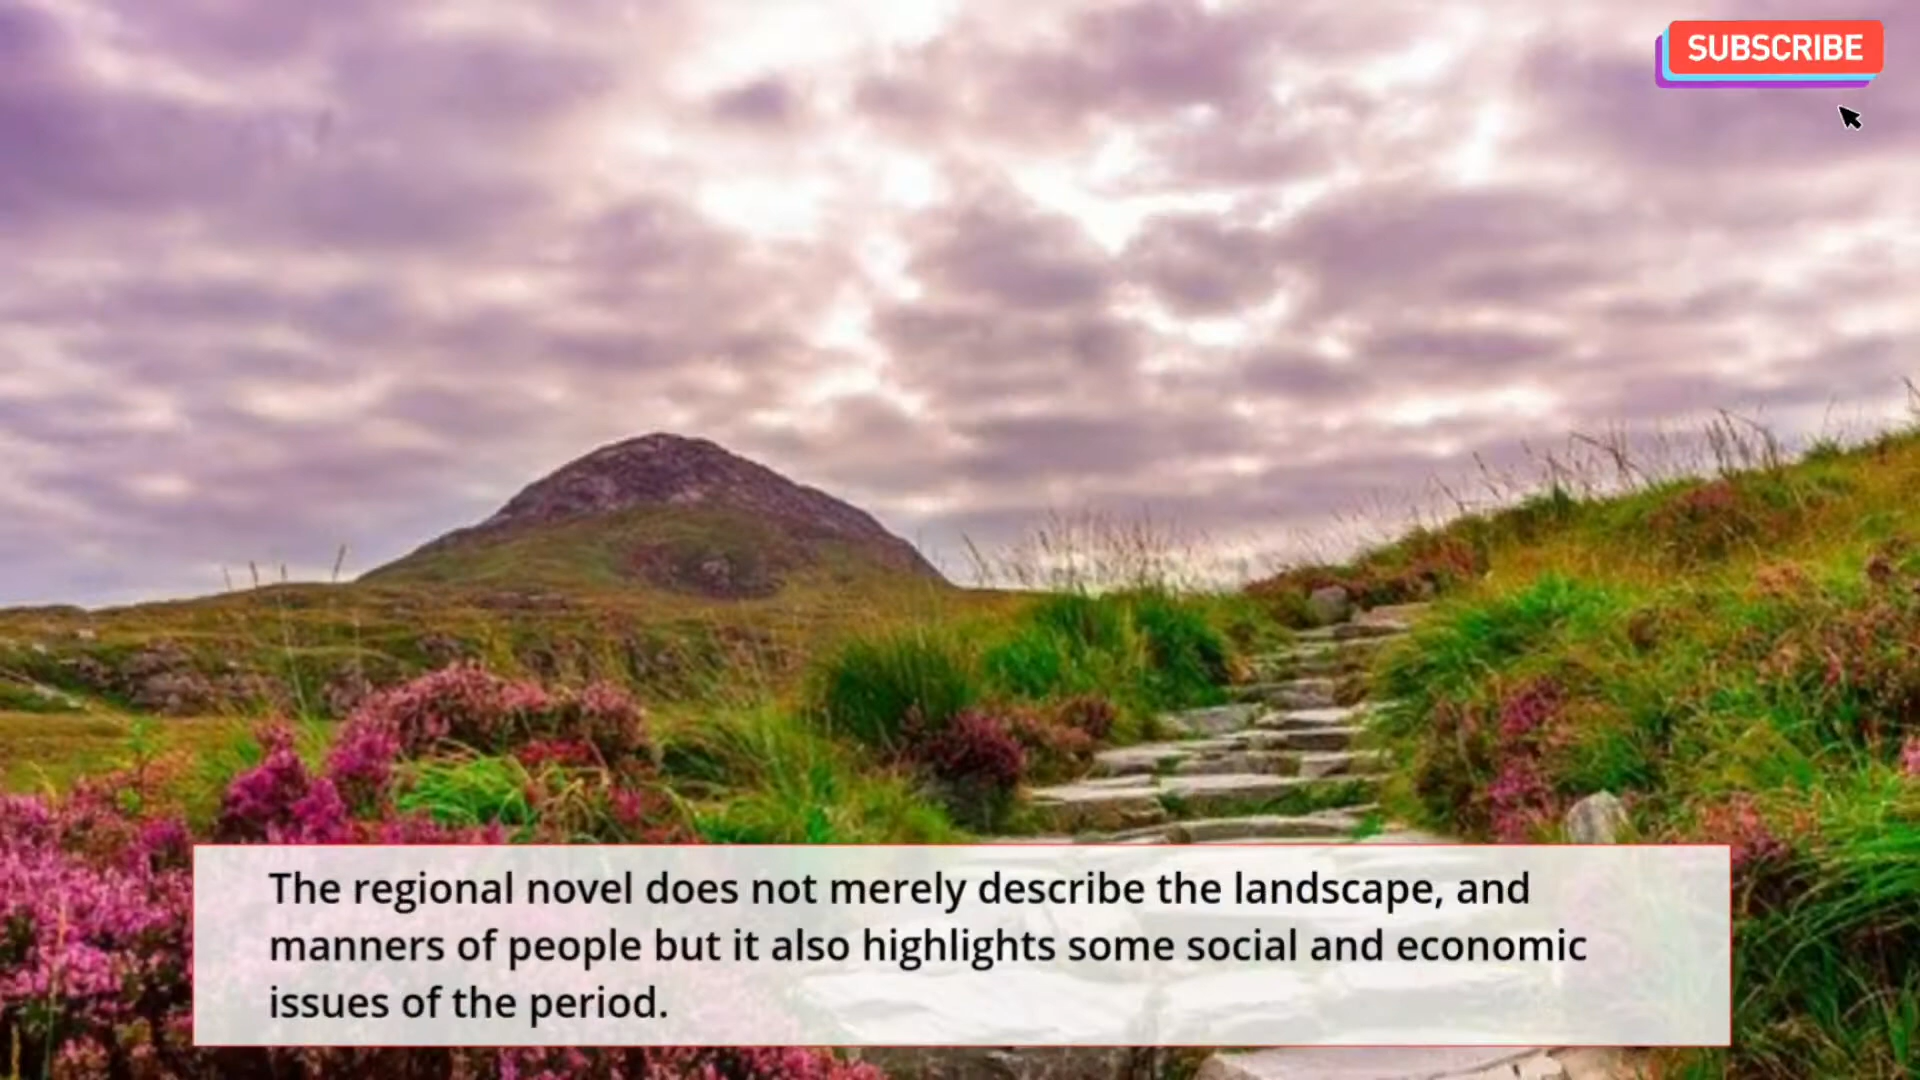 SUBSCRIBE
The regional novel does not merely describe the landscape, and
manners of people but it also highlights some social and economic
issues of the period.